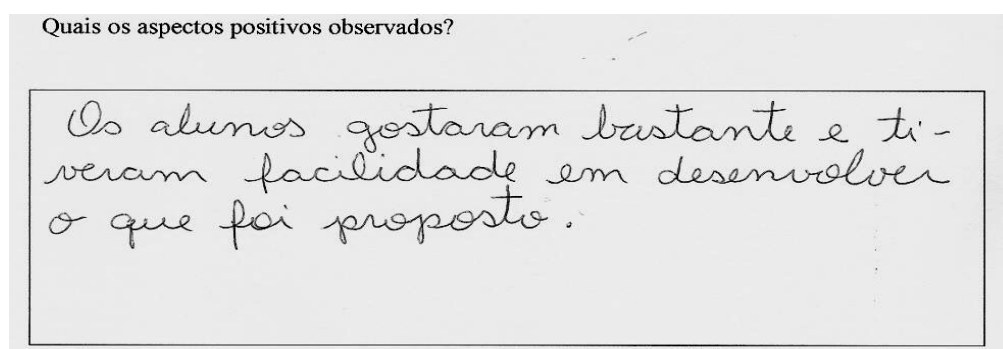 Quais os aspectos positivos observados?
Os alunos gostaram bastante e ti-
veram facilidade em desenvolver
o que foi proposto.